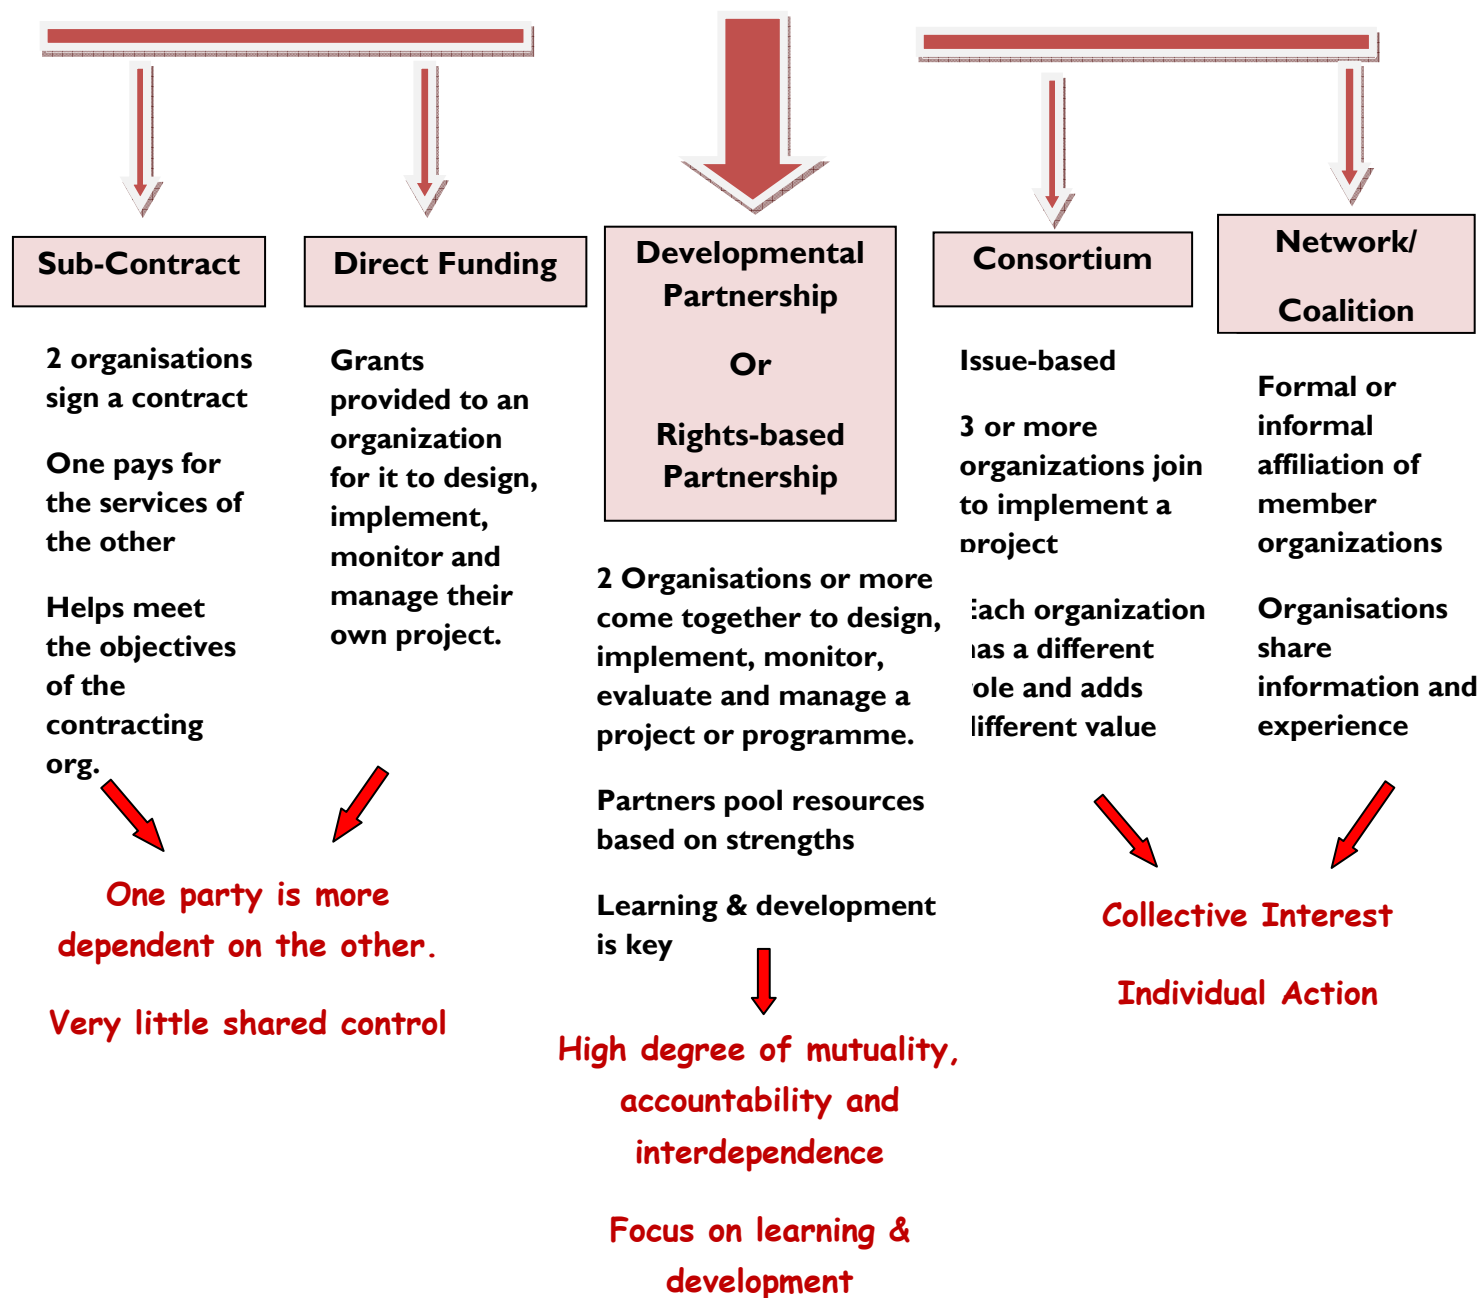 Sub-Contract
2 organisations
sign a contract
One pays for
the services of
the other
Helps meet
the objectives
of the
contracting
org.
Direct Funding
Grants
provided to an
organization
for it to design,
implement,
monitor and
manage their
own project.
One party is more
dependent on the other.
Very little shared control
Developmental
Partnership
Or
Rights-based
Partnership
2 Organisations or more
come together to design,
implement, monitor,
evaluate and manage a
project or programme.
Partners pool resources
based on strengths
Learning & development
is key
High degree of mutuality,
accountability and
interdependence
Focus on learning &
development
Consortium
Issue-based
3 or more
organizations join
to implement a
project
Each organization
has a different
role and adds
different value
Network/
Coalition
Formal or
informal
affiliation of
member
organizations
Organisations
share
information and
experience
Collective Interest
Individual Action